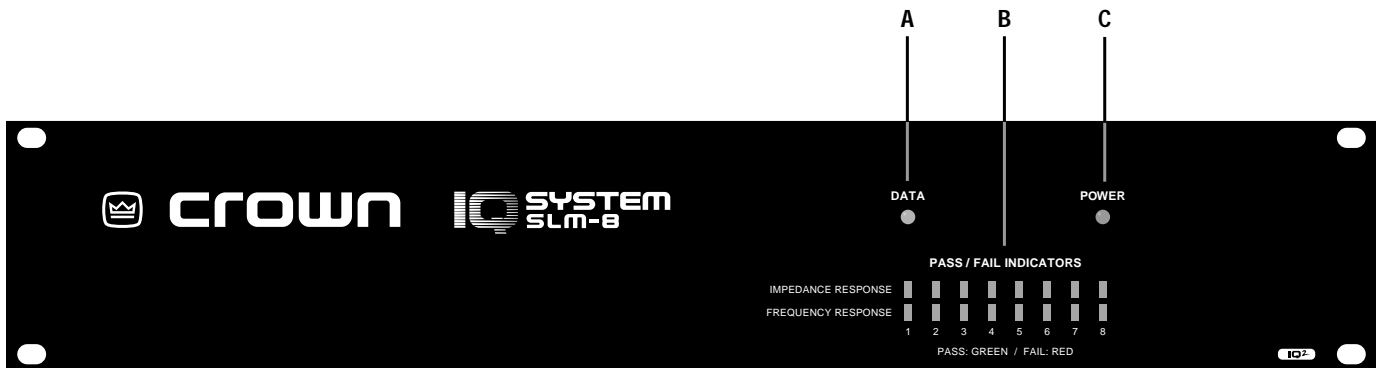 A B C
crown
IQ SYSTEM
SLM-8
DATA POWER
PASS / FAIL INDICATORS
IMPEDANCE RESPONSE
FREQUENCY RESPONSE
1 2 3 4 5 6 7 8
PASS: GREEN / FAIL: RED
IQ2